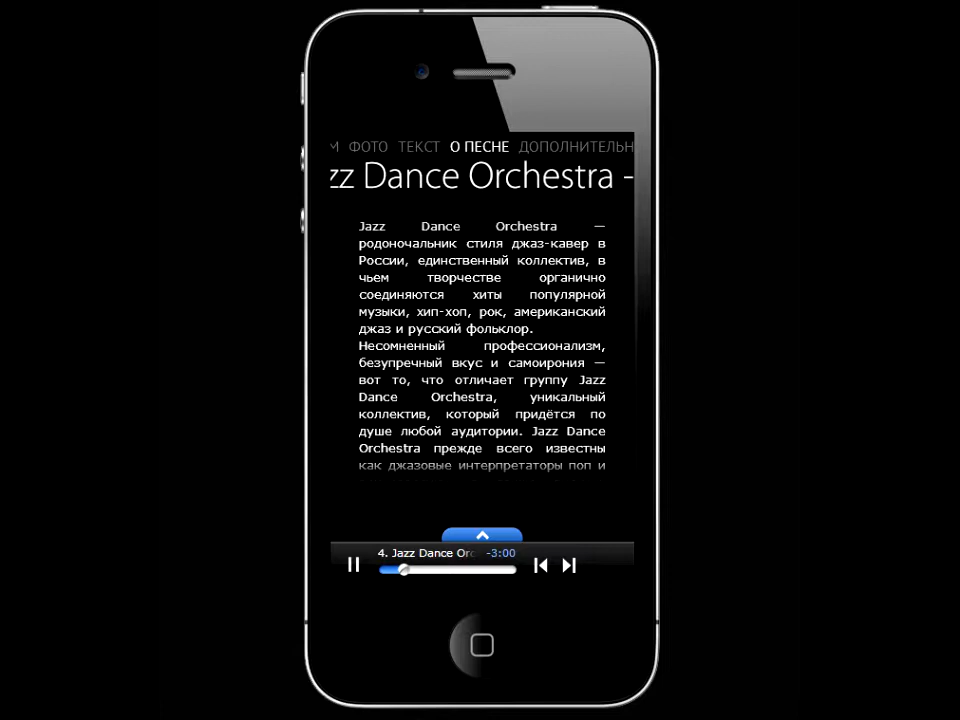 М ФОТО ТЕКСТ О ПЕСНЕ ДОПОЛНИТЕЛЬН
zz Dance Orchestra -
Jazz Dance Orchestra —
родоночальник стиля джаз-кавер в
России, единственный коллектив, в
чьем творчестве органично
соединяются хиты популярной
музыки, хип-хоп, рок, американский
джаз и русский фольклор.
Несомненный профессионализм,
безупречный вкус и самоирония —
вот то, что отличает группу Jazz
Dance Orchestra, уникальный
коллектив, который придётся по
душе любой аудитории. Jazz Dance
Orchestra прежде всего известны
как джазовые интерпретаторы поп и
4. Jazz Dance Orc -3:00